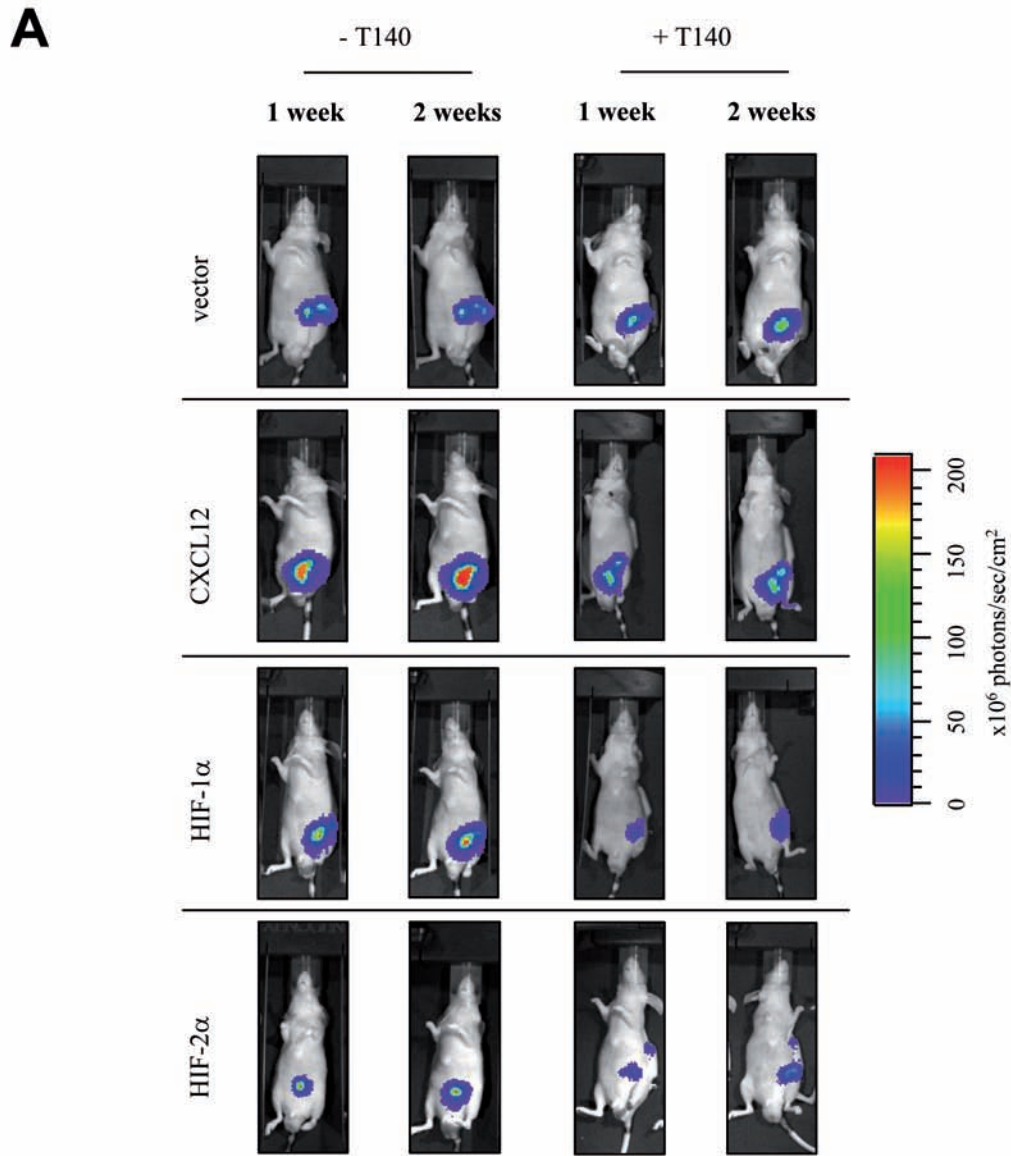 A
- T140 + T140
1 week 2 weeks 1 week 2 weeks
vector
CXCL12
HIF-1α
HIF-2α
200
150
100
50
0
x10⁶ photons/sec/cm²